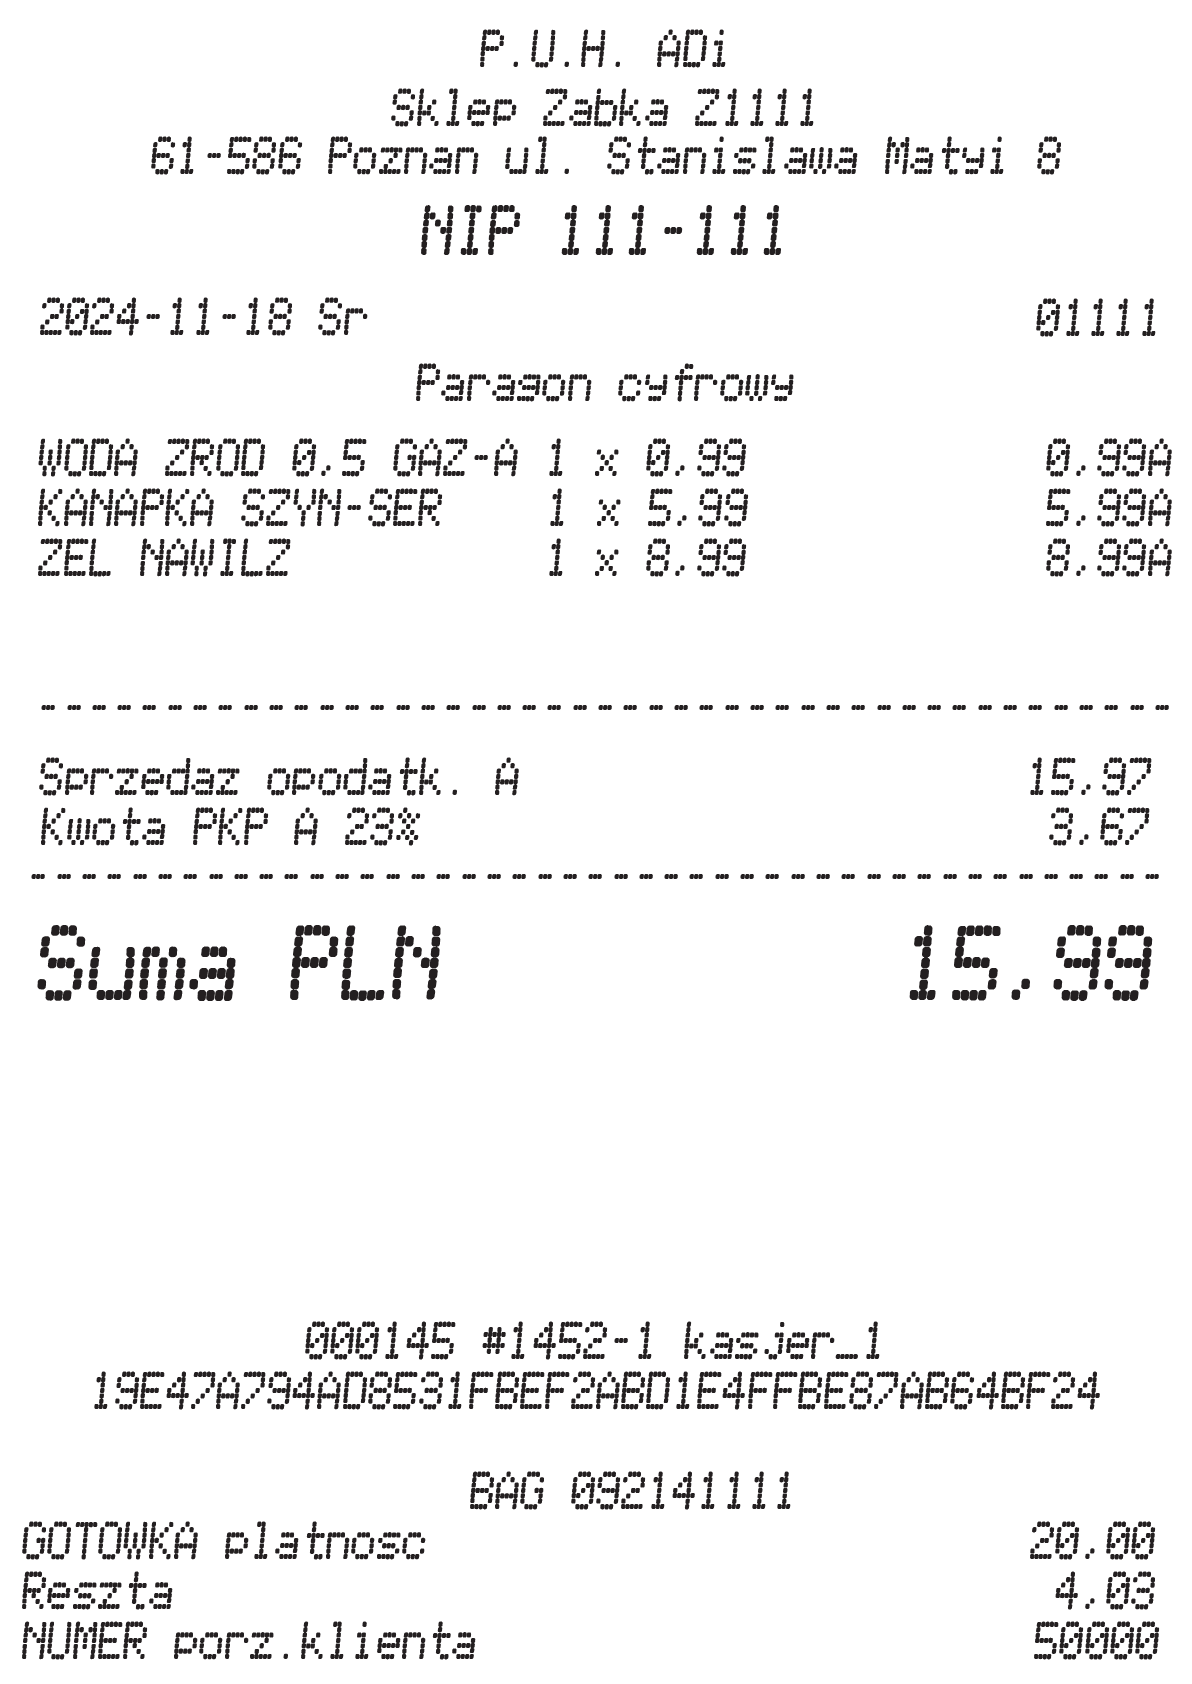 P.U.H. ADi
Sklep Zabka Z1111
61-586 Poznan ul. Stanislawa Matyi 8
NIP 111-111
2024-11-18 Sr 01111
Paragon cyfrowy
WODA ZROD 0,5 GAZ-A 1 x 0,99 0,99A
KANAPKA SZYN-SER 1 x 5,99 5,99A
ZEL NAWILZ 1 x 8,99 8,99A
---------------------------------------------
Sprzedaz opodatk. A 15,97
Kwota PKP A 23% 3,67
---------------------------------------------
Suma PLN 15,99
000145 #1452-1 kasjer_1
19E47A794AD8531FBEF2ABD1E4FFBE87AB64BF24
BAG 092141111
GOTOWKA platnosc 20,00
Reszta 4,03
NUMER porz.klienta 50000